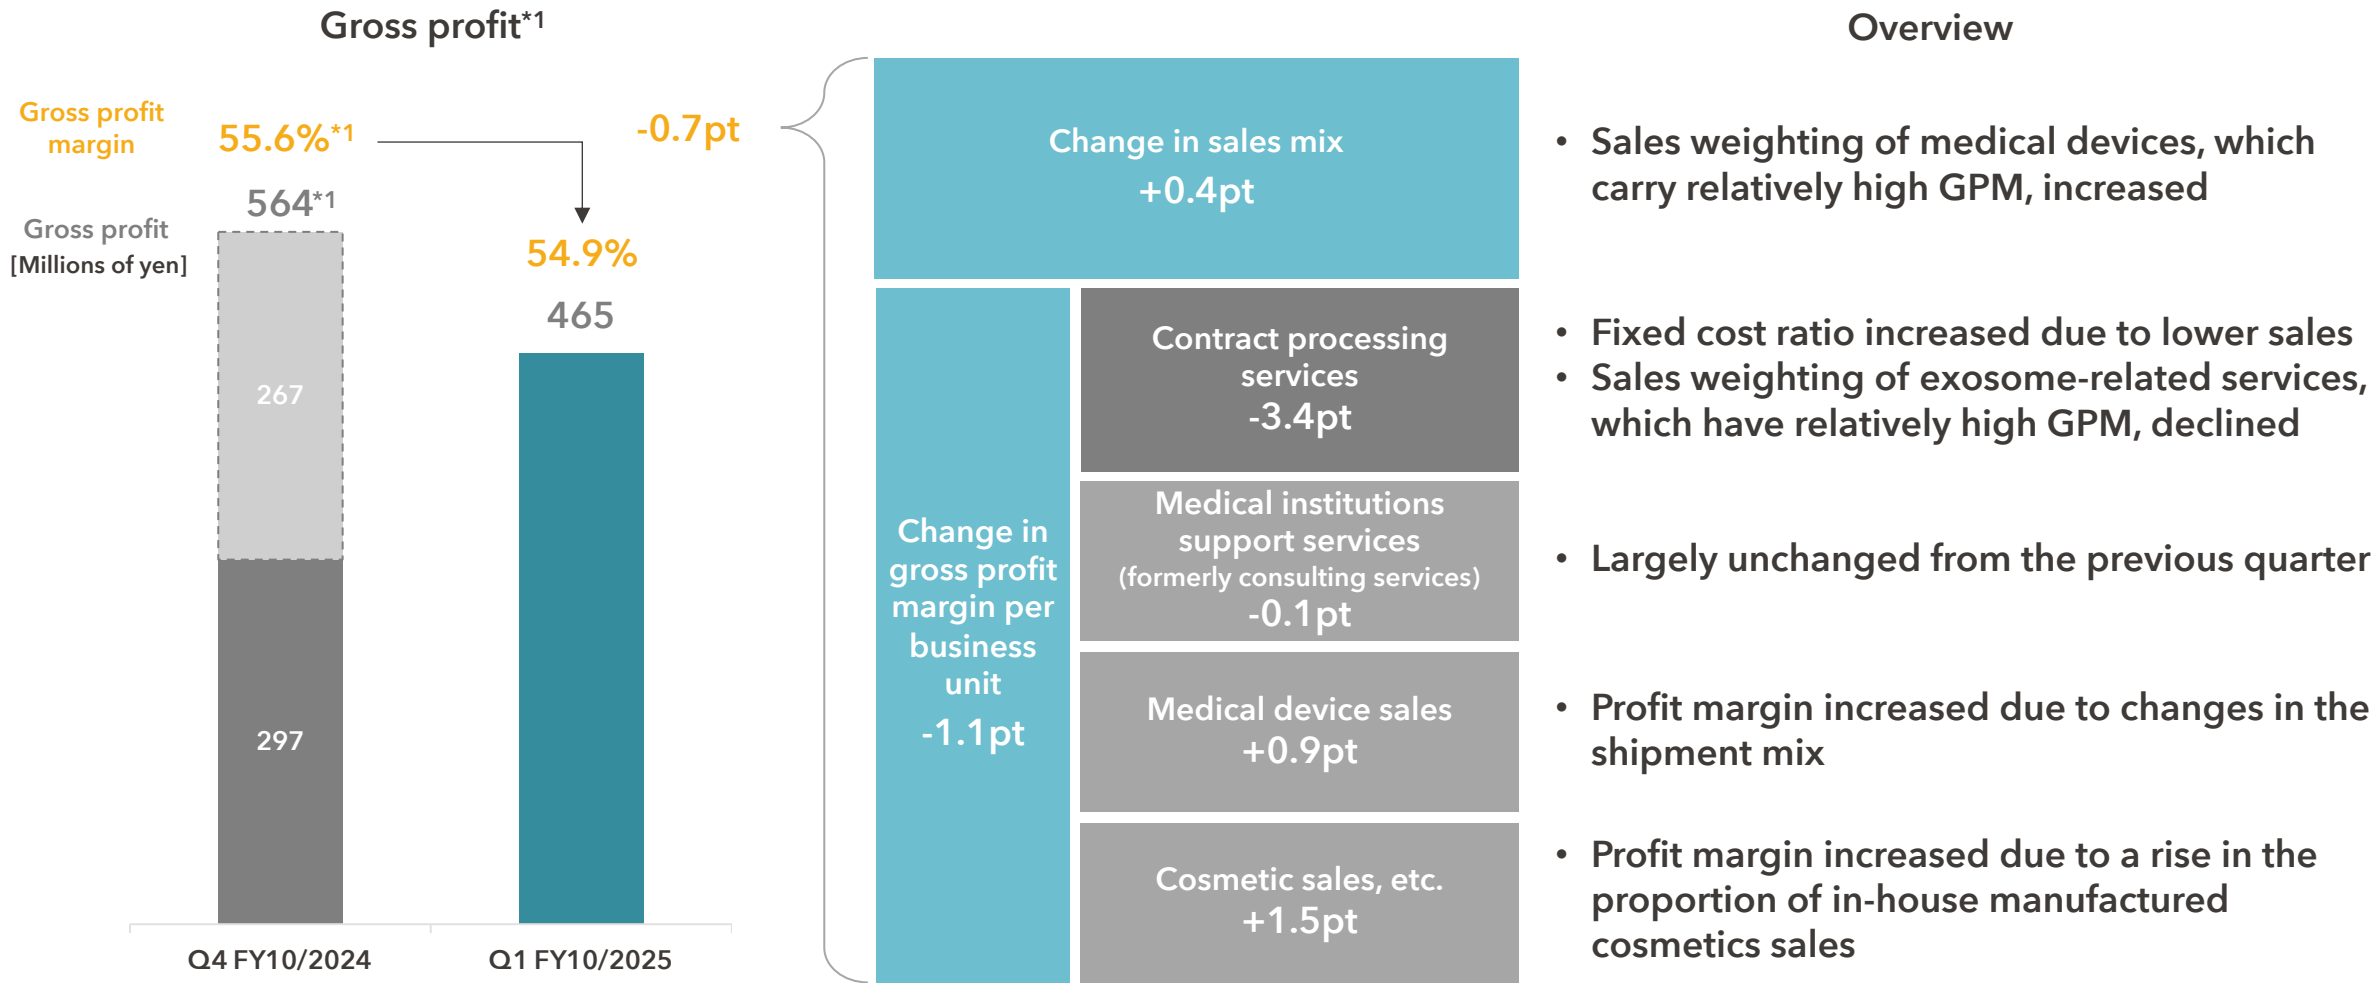 Gross profit*1
Gross profit
margin
55.6%*1
-0.7pt
564*1
Gross profit
[Millions of yen]
54.9%
465
267
297
Q4 FY10/2024
Q1 FY10/2025
Change in sales mix
+0.4pt
Change in
gross profit
margin per
business
unit
-1.1pt
Contract processing
services
-3.4pt
Medical institutions
support services
(formerly consulting services)
-0.1pt
Medical device sales
+0.9pt
Cosmetic sales, etc.
+1.5pt
Overview
• Sales weighting of medical devices, which
carry relatively high GPM, increased
• Fixed cost ratio increased due to lower sales
• Sales weighting of exosome-related services,
which have relatively high GPM, declined
• Largely unchanged from the previous quarter
• Profit margin increased due to changes in the
shipment mix
• Profit margin increased due to a rise in the
proportion of in-house manufactured
cosmetics sales